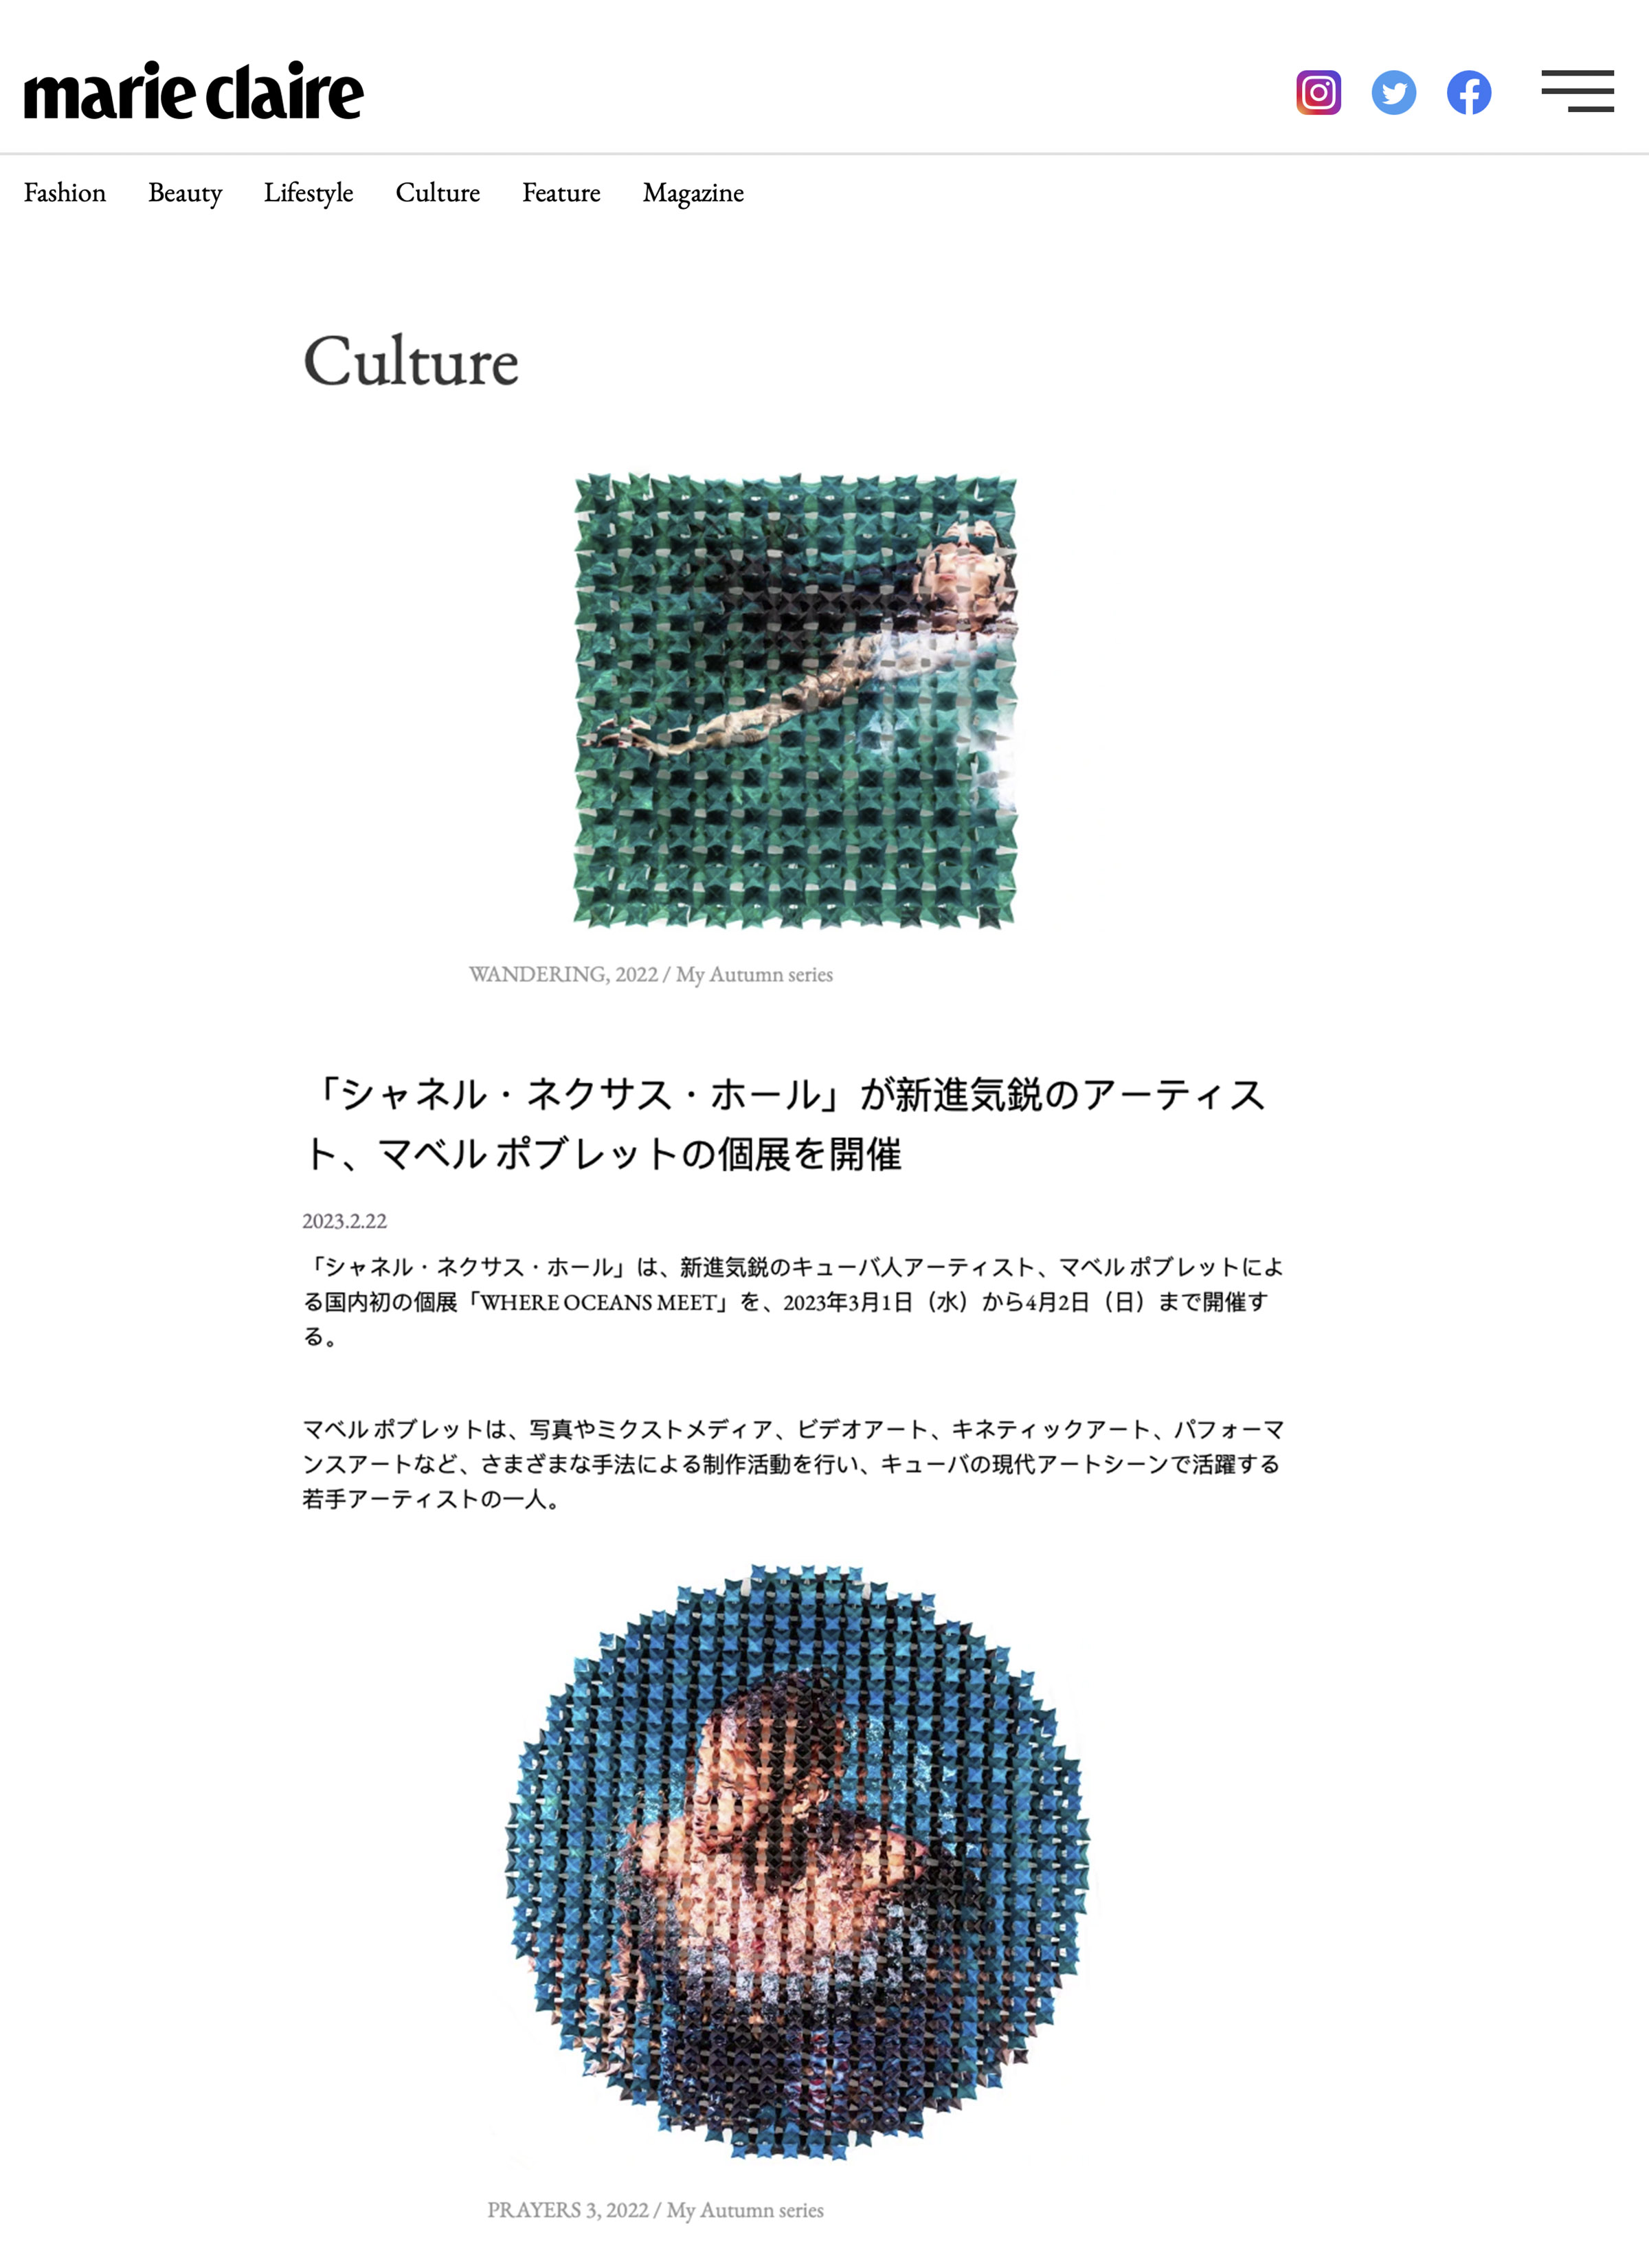 marie claire
Fashion Beauty Lifestyle Culture Feature Magazine
Culture
WANDERING, 2022 / My Autumn series
「シャネル・ネクサス・ホール」が新進気鋭のアーティス
ト、マベル ポブレットの個展を開催
2023.2.22
「シャネル・ネクサス・ホール」は、新進気鋭のキューバ人アーティスト、マベル ポブレットによ
る国内初の個展「WHERE OCEANS MEET」を、2023年3月1日（水）から4月2日（日）まで開催す
る。
マベル ポブレットは、写真やミクストメディア、ビデオアート、キネティックアート、パフォーマ
ンスアートなど、さまざまな手法による制作活動を行い、キューバの現代アートシーンで活躍する
若手アーティストの一人。
PRAYERS 3, 2022 / My Autumn series